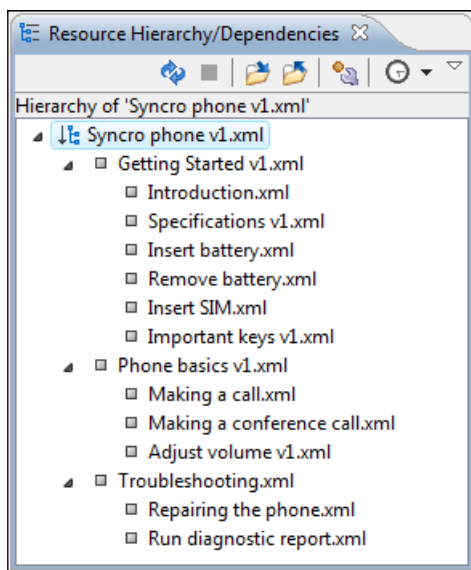 Resource Hierarchy/Dependencies
Hierarchy of 'Syncro phone v1.xml'
Syncro phone v1.xml
Getting Started v1.xml
Introduction.xml
Specifications v1.xml
Insert battery.xml
Remove battery.xml
Insert SIM.xml
Important keys v1.xml
Phone basics v1.xml
Making a call.xml
Making a conference call.xml
Adjust volume v1.xml
Troubleshooting.xml
Repairing the phone.xml
Run diagnostic report.xml